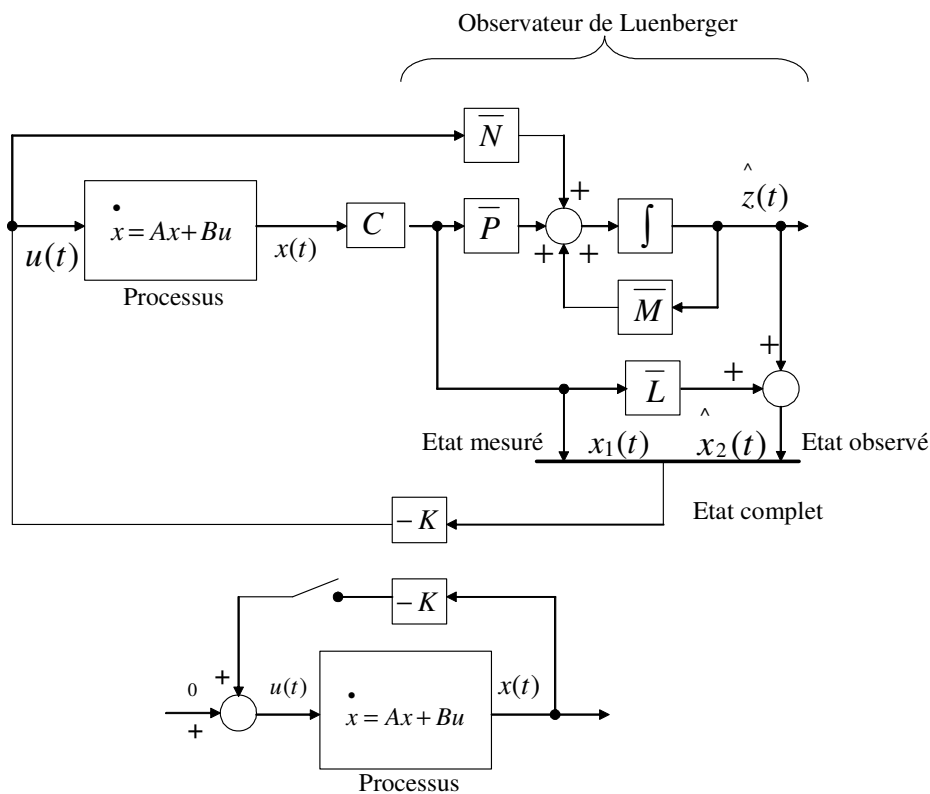 Observateur de Luenberger
N̅
ẑ(t)
ẋ = Ax + Bu
u(t)
x(t)
C
P̅
∫
+
+
+
Processus
M̅
+
L̅
+
Etat mesuré
x₁(t)
x̂₂(t)
Etat observé
Etat complet
− K
− K
+
0
+
u(t)
ẋ = Ax + Bu
x(t)
Processus